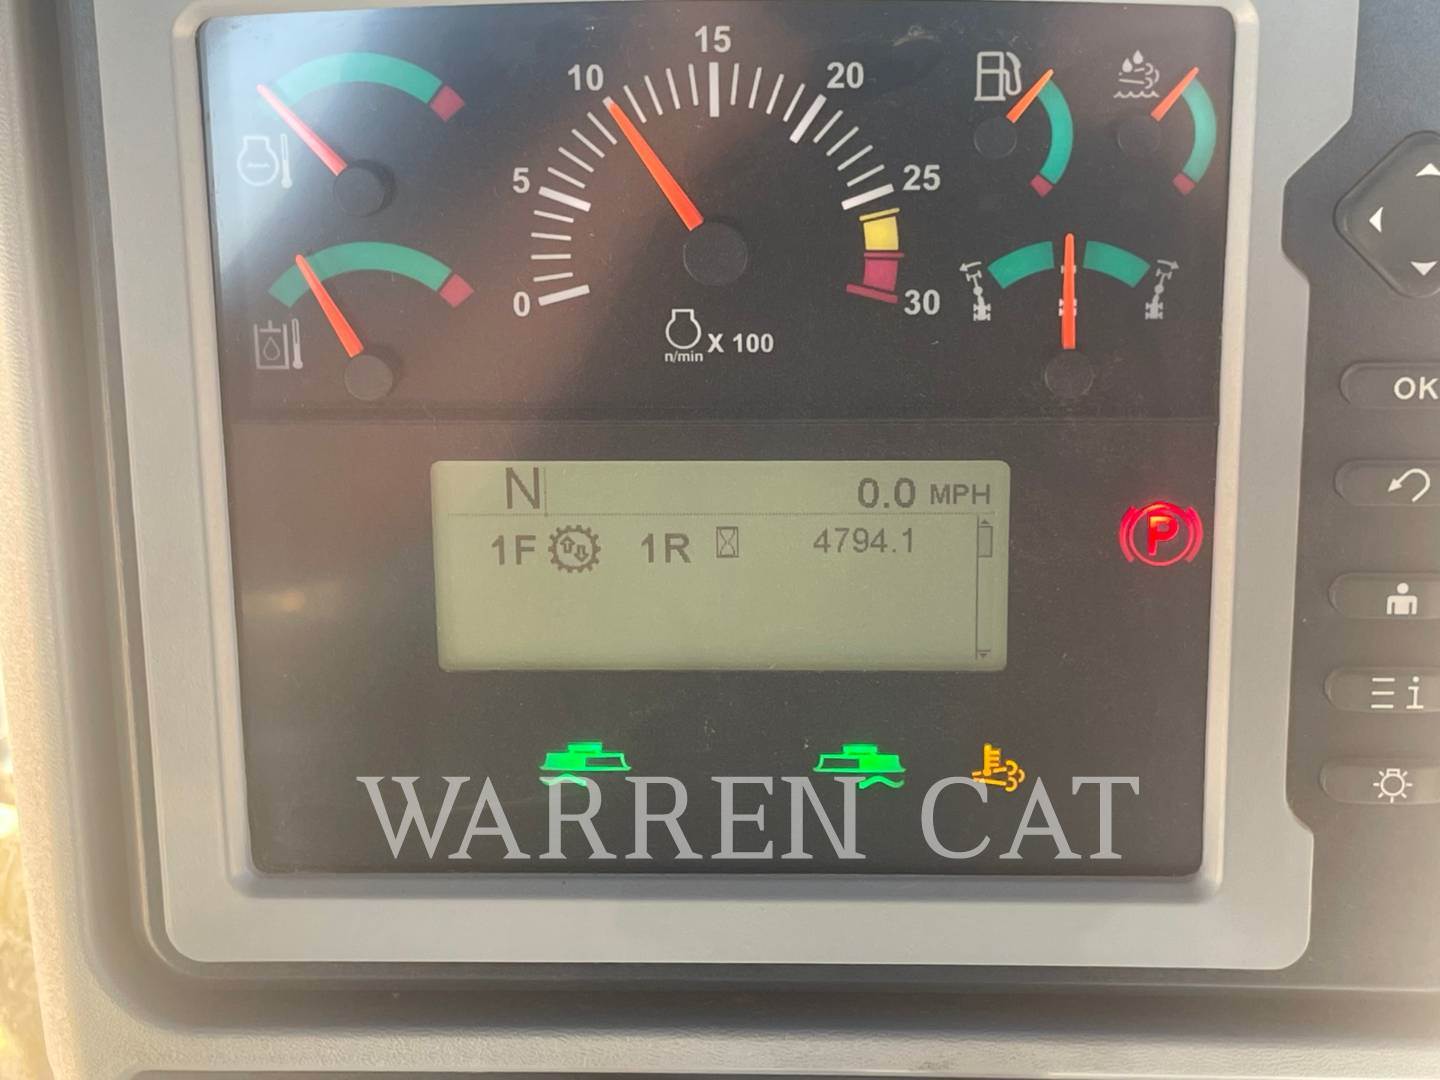 15
10 20
5 25
0 30
n/min X 100
OK
N 0.0 MPH
1F 1R 4794.1
P
i
WARREN CAT